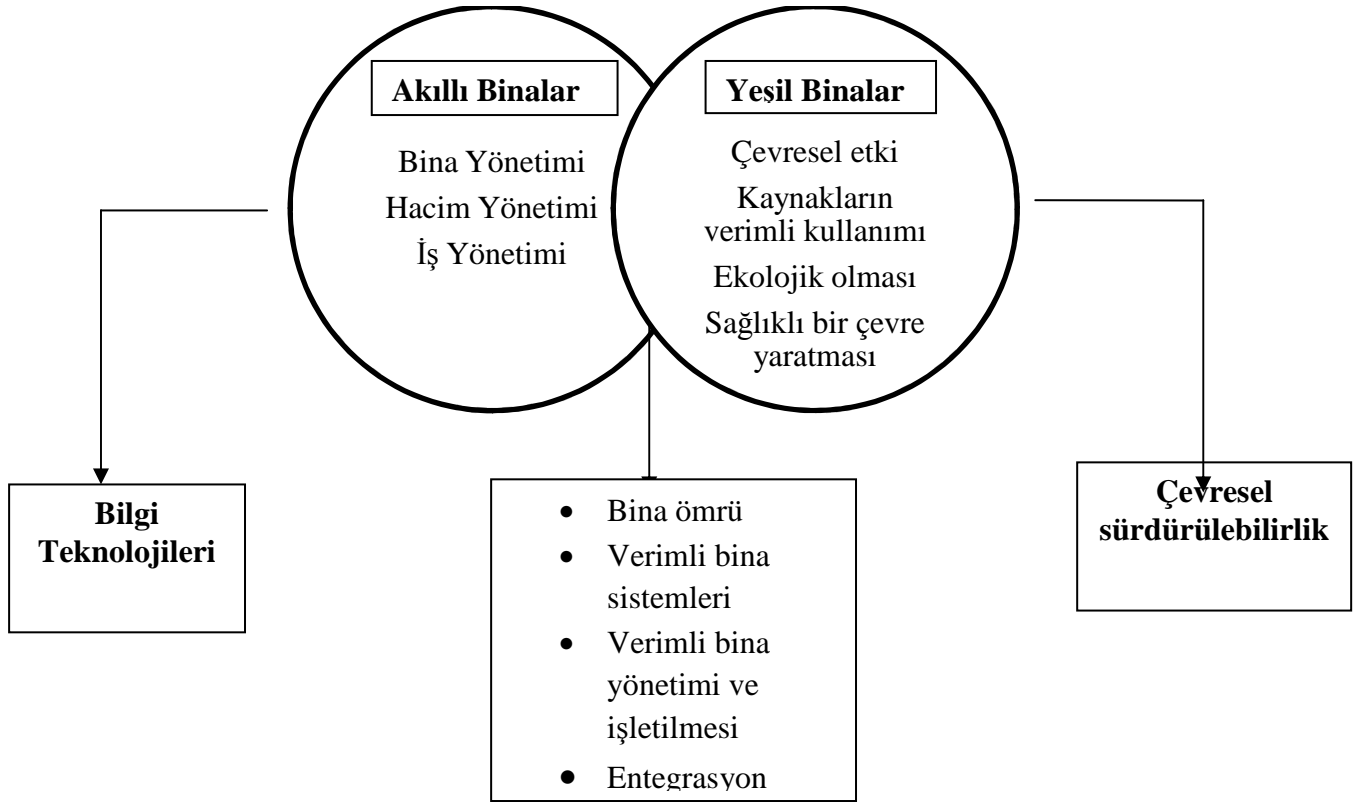 Akıllı Binalar
Bina Yönetimi
Hacim Yönetimi
İş Yönetimi
Yeşil Binalar
Çevresel etki
Kaynakların
verimli kullanımı
Ekolojik olması
Sağlıklı bir çevre
yaratması
Bilgi
Teknolojileri
• Bina ömrü
• Verimli bina
sistemleri
• Verimli bina
yönetimi ve
işletilmesi
• Entegrasyon
Çevresel
sürdürülebilirlik